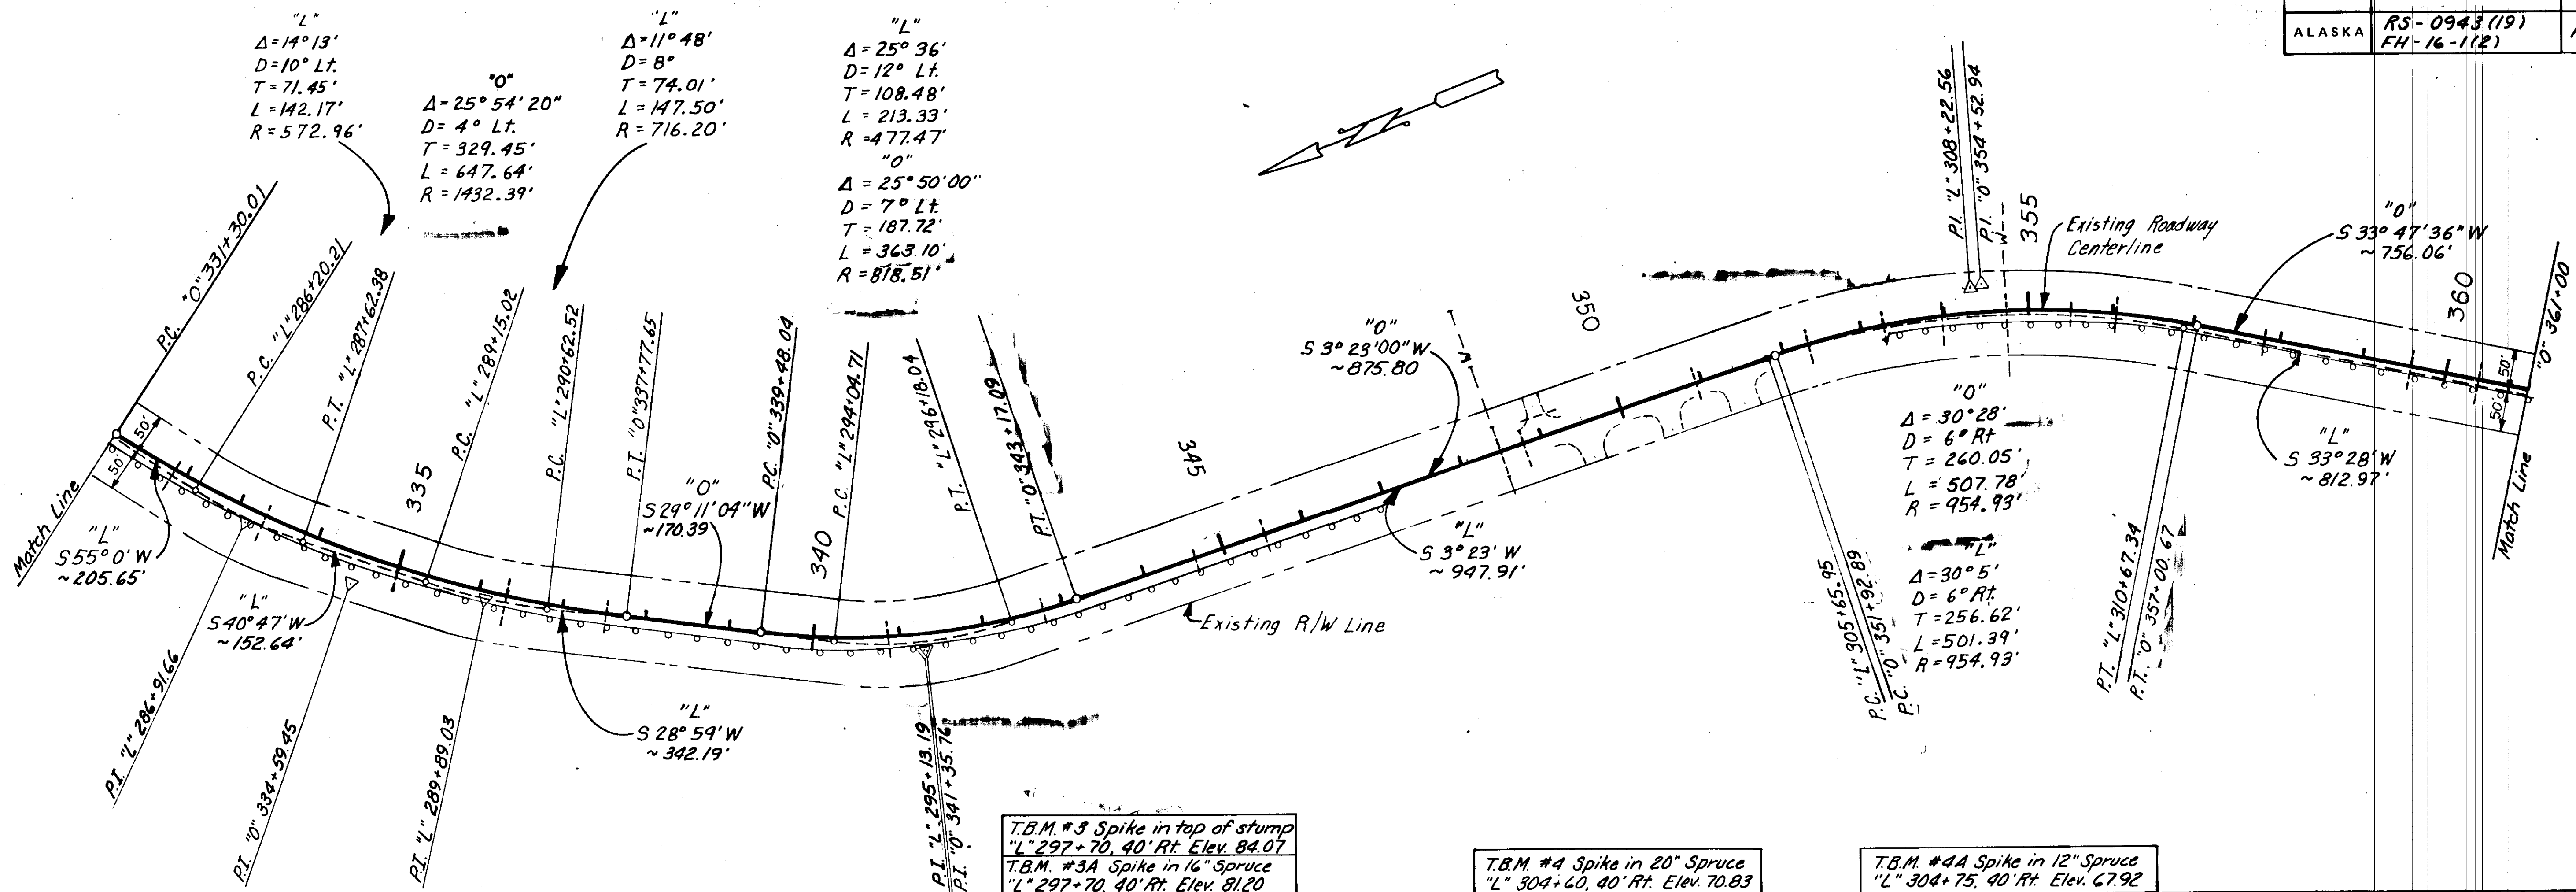 ALASKA
RS-0943(19)
FH-16-1(2)
"L"
Δ=14°13'
D=10° Lt.
T=71.45'
L=142.17'
R=572.96'
"O"
Δ=25°54'20"
D=4° Lt.
T=329.45'
L=647.64'
R=1432.39'
"L"
Δ=11°48'
D=8°
T=74.01'
L=147.50'
R=716.20'
"L"
Δ=25°36'
D=12° Lt.
T=108.48'
L=213.33'
R=477.47'
"O"
Δ=25°50'00"
D=7° Lt.
T=187.72'
L=363.10'
R=818.51'
P.C. "O" 331+30.01
P.C. "L" 286+20.21
P.T. "L" 287+62.38
335
P.C. "L" 289+15.02
P.C. "L" 290+62.52
P.T. "O" 337+77.65
P.C. "O" 339+48.04
340
P.C. "L" 294+04.71
P.T. "L" 296+18.04
P.T. "O" 343+17.09
345
350
P.I. "L" 308+22.56
P.I. "O" 354+52.94
355
W
Existing Roadway
Centerline
"O"
S 33°47'36" W
~756.06'
360
"O" 361+00
50'
50'
Match Line
"L"
S 33°28' W
~812.97'
"O"
S 3°23'00" W
~875.80
W
"L"
S 3°23' W
~947.91'
"O"
S 29°11'04" W
~170.39
50'
50'
Match Line
"L"
S 55°0' W
~205.65'
"L"
S 40°47' W
~152.64'
"L"
S 28°59' W
~342.19'
Existing R/W Line
P.I. "L" 286+91.66
P.I. "O" 334+59.45
P.I. "L" 289+89.03
P.I. "L" 295+13.19
P.I. "O" 341+35.76
P.C. "L" 305+65.95
P.C. "O" 351+92.89
"O"
Δ=30°28'
D=6° Rt
T=260.05'
L=507.78'
R=954.93'
"L"
Δ=30°5'
D=6° Rt.
T=256.62'
L=501.39'
R=954.93'
P.T. "L" 310+67.34
P.T. "O" 357+00.67
T.B.M. #3 Spike in top of stump
"L" 297+70, 40' Rt. Elev. 84.07
T.B.M. #3A Spike in 16" Spruce
"L" 297+70, 40' Rt. Elev. 81.20
T.B.M. #4 Spike in 20" Spruce
"L" 304+60, 40' Rt. Elev. 70.83
T.B.M. #4A Spike in 12" Spruce
"L" 304+75, 40' Rt. Elev. 67.92